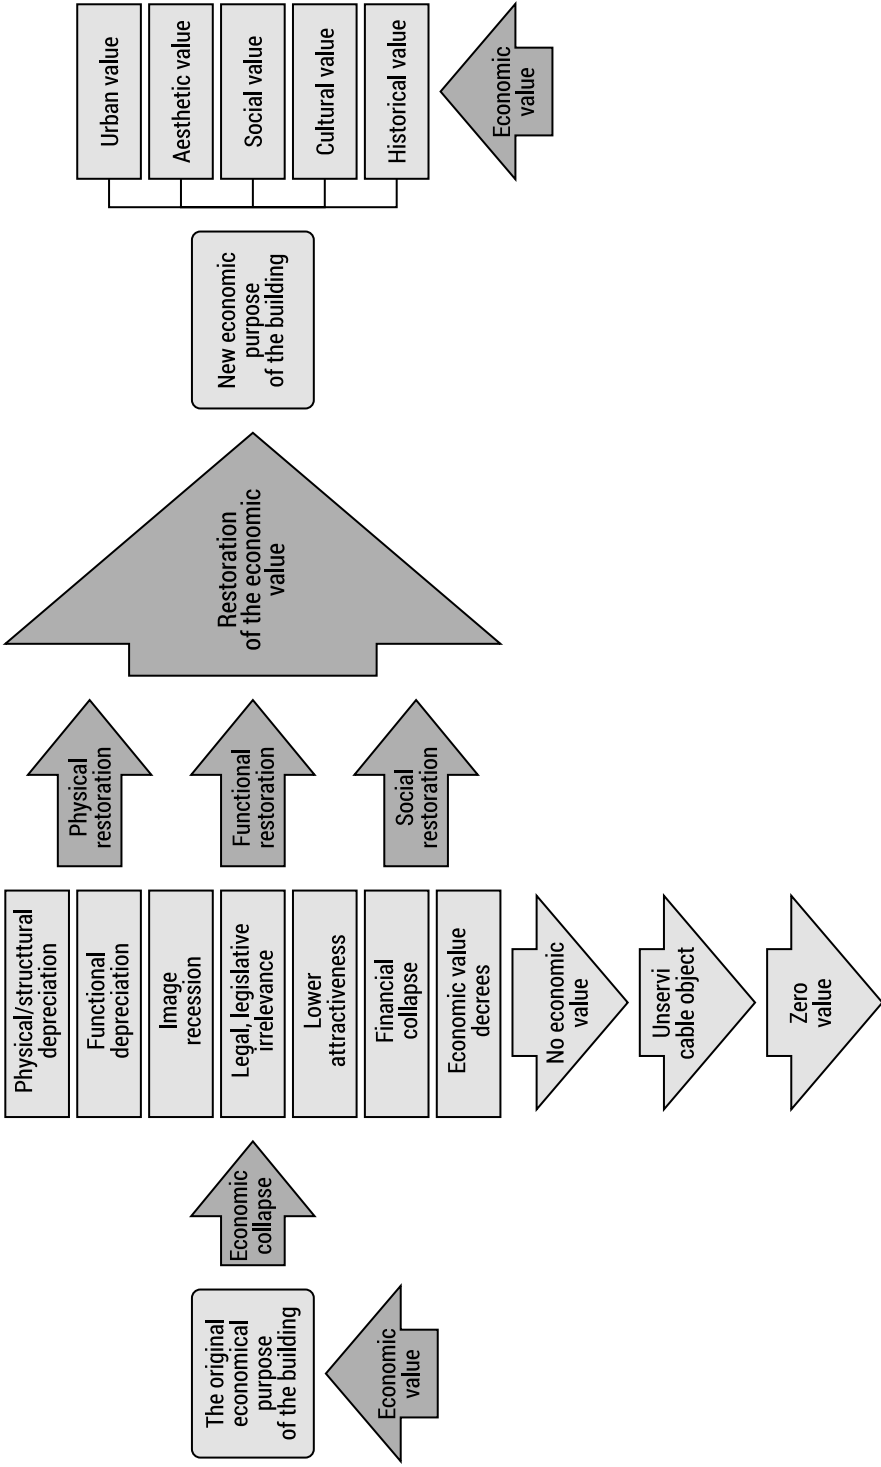 The original
economical
purpose
of the building
Economic
value
Economic
collapse
Physical/structtural
depreciation
Functional
depreciation
Image
recession
Legal, legislative
irrelevance
Lower
attractiveness
Financial
collapse
Economic value
decrees
No economic
value
Unservi
cable object
Zero
value
Physical
restoration
Functional
restoration
Social
restoration
Restoration
of the economic
value
New economic
purpose
of the building
Urban value
Aesthetic value
Social value
Cultural value
Historical value
Economic
value